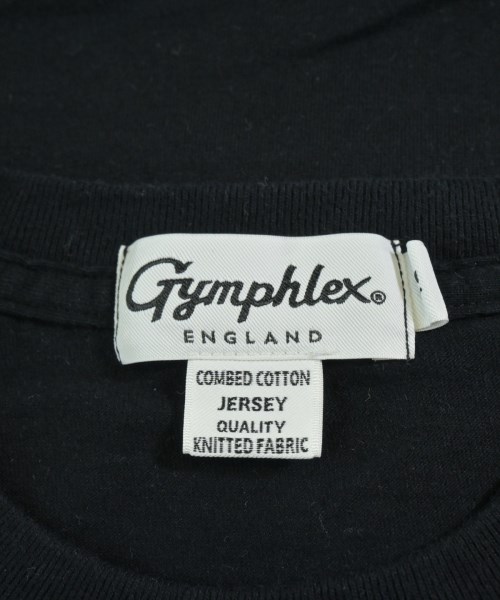 Gymphlex®
ENGLAND
COMBED COTTON
JERSEY
QUALITY
KNITTED FABRIC